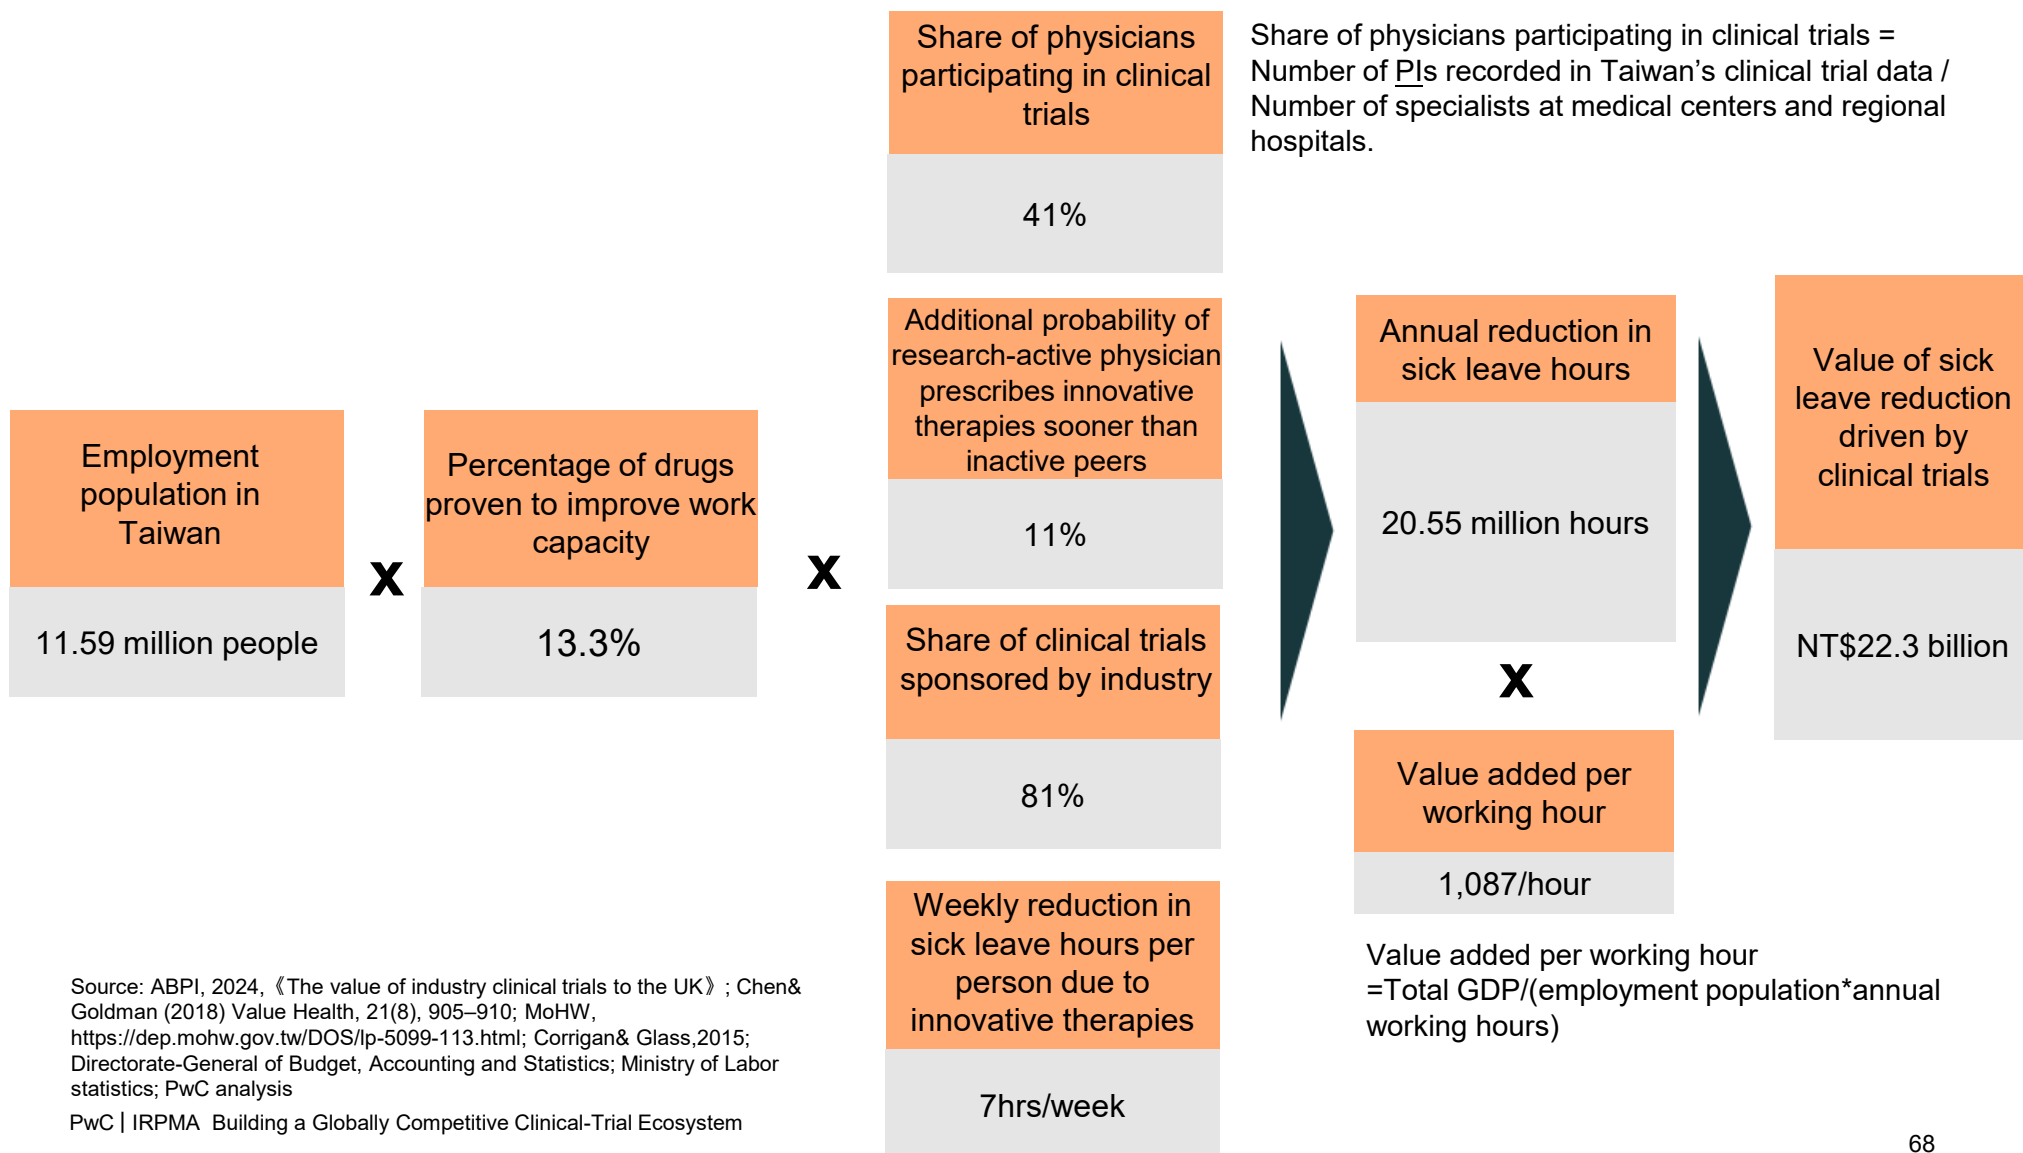 Employment
population in
Taiwan
11.59 million people
x
Percentage of drugs
proven to improve work
capacity
13.3%
x
Share of physicians
participating in clinical
trials
41%
Share of physicians participating in clinical trials =
Number of PIs recorded in Taiwan’s clinical trial data /
Number of specialists at medical centers and regional
hospitals.
Additional probability of
research-active physician
prescribes innovative
therapies sooner than
inactive peers
11%
Share of clinical trials
sponsored by industry
81%
Weekly reduction in
sick leave hours per
person due to
innovative therapies
7hrs/week
Annual reduction in
sick leave hours
20.55 million hours
x
Value added per
working hour
1,087/hour
Value added per working hour
=Total GDP/(employment population*annual
working hours)
Value of sick
leave reduction
driven by
clinical trials
NT$22.3 billion
Source: ABPI, 2024,《The value of industry clinical trials to the UK》; Chen&
Goldman (2018) Value Health, 21(8), 905–910; MoHW,
https://dep.mohw.gov.tw/DOS/lp-5099-113.html; Corrigan& Glass,2015;
Directorate-General of Budget, Accounting and Statistics; Ministry of Labor
statistics; PwC analysis
PwC | IRPMA Building a Globally Competitive Clinical-Trial Ecosystem
68